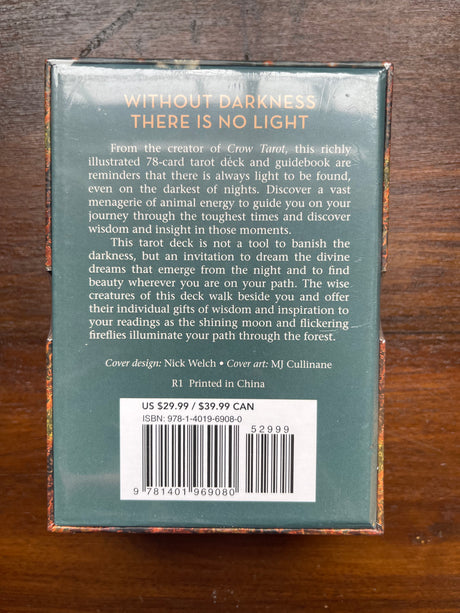 WITHOUT DARKNESS
THERE IS NO LIGHT
From the creator of Crow Tarot, this richly
illustrated 78-card tarot deck and guidebook are
reminders that there is always light to be found,
even on the darkest of nights. Discover a vast
menagerie of animal energy to guide you on your
journey through the toughest times and discover
wisdom and insight in those moments.
This tarot deck is not a tool to banish the
darkness, but an invitation to dream the divine
dreams that emerge from the night and to find
beauty wherever you are on your path. The wise
creatures of this deck walk beside you and offer
their individual gifts of wisdom and inspiration to
your readings as the shining moon and flickering
fireflies illuminate your path through the forest.
Cover design: Nick Welch • Cover art: MJ Cullinane
R1 Printed in China
US $29.99 / $39.99 CAN
ISBN: 978-1-4019-6908-0
52999
9 781401 969080